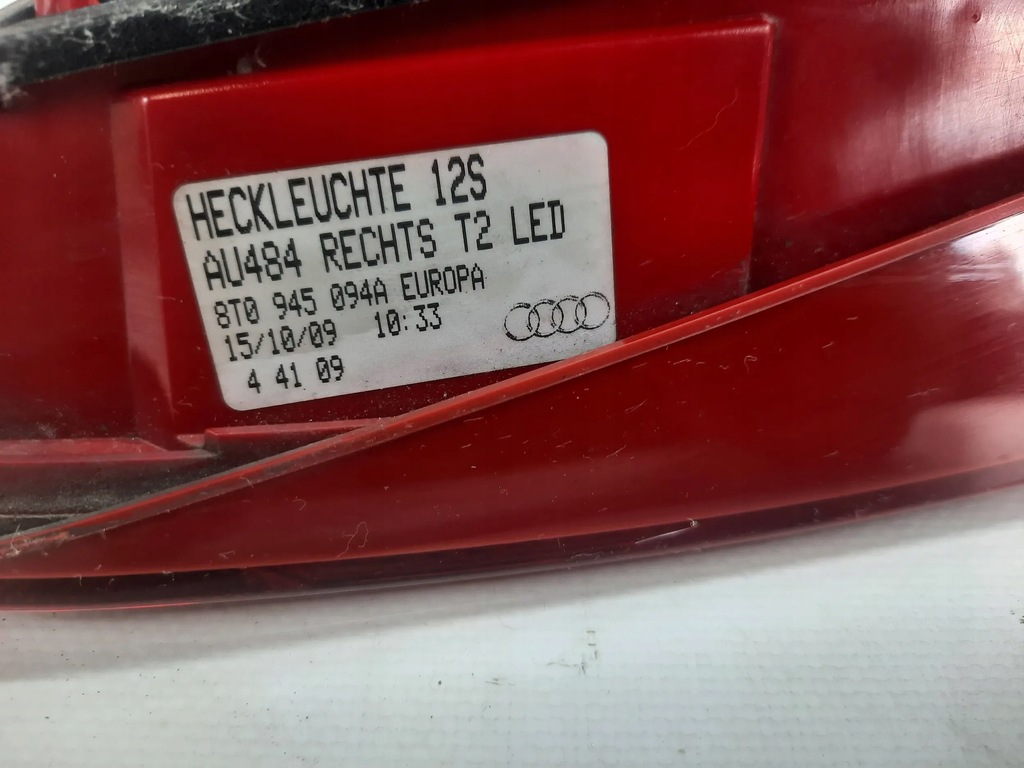 HECKLEUCHTE 12S
AU484 RECHTS T2 LED
8T0 945 094A EUROPA
15/10/09 10:33
4 41 09